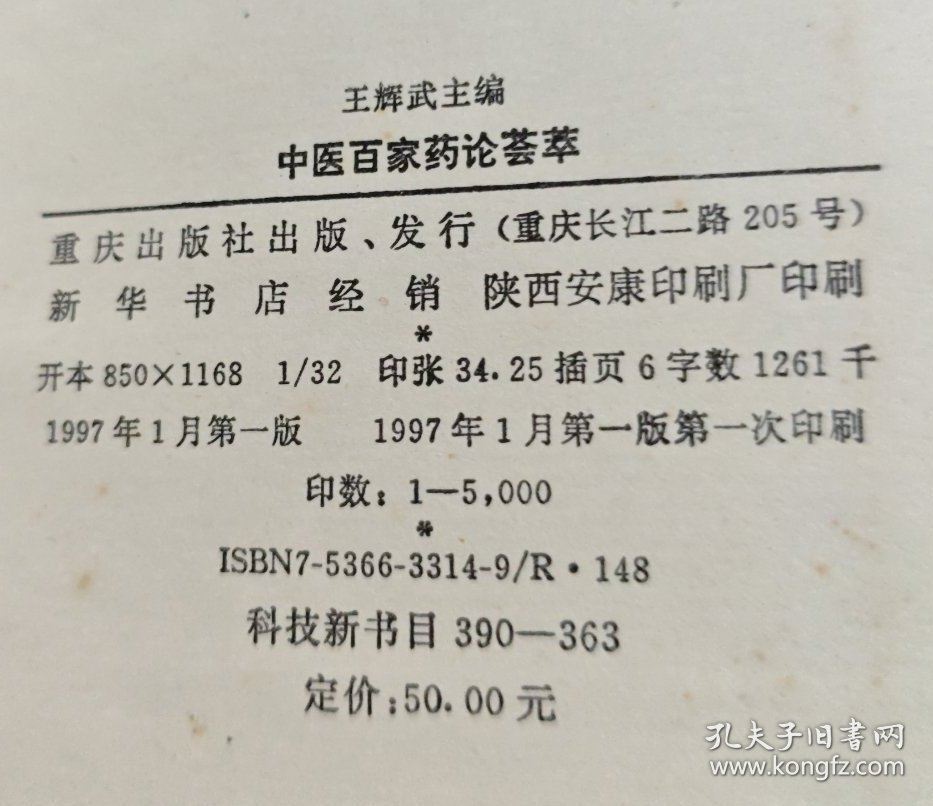 王辉武主编
中医百家药论荟萃
重庆出版社出版、发行（重庆长江二路205号）
新华书店经销 陕西安康印刷厂印刷
*
开本850×1168 1/32 印张34.25插页6字数1261千
1997年1月第一版 1997年1月第一版第一次印刷
印数：1—5,000
*
ISBN7-5366-3314-9/R·148
科技新书目390—363
定价:50.00元
孔夫子旧书网
www.kongfz.com